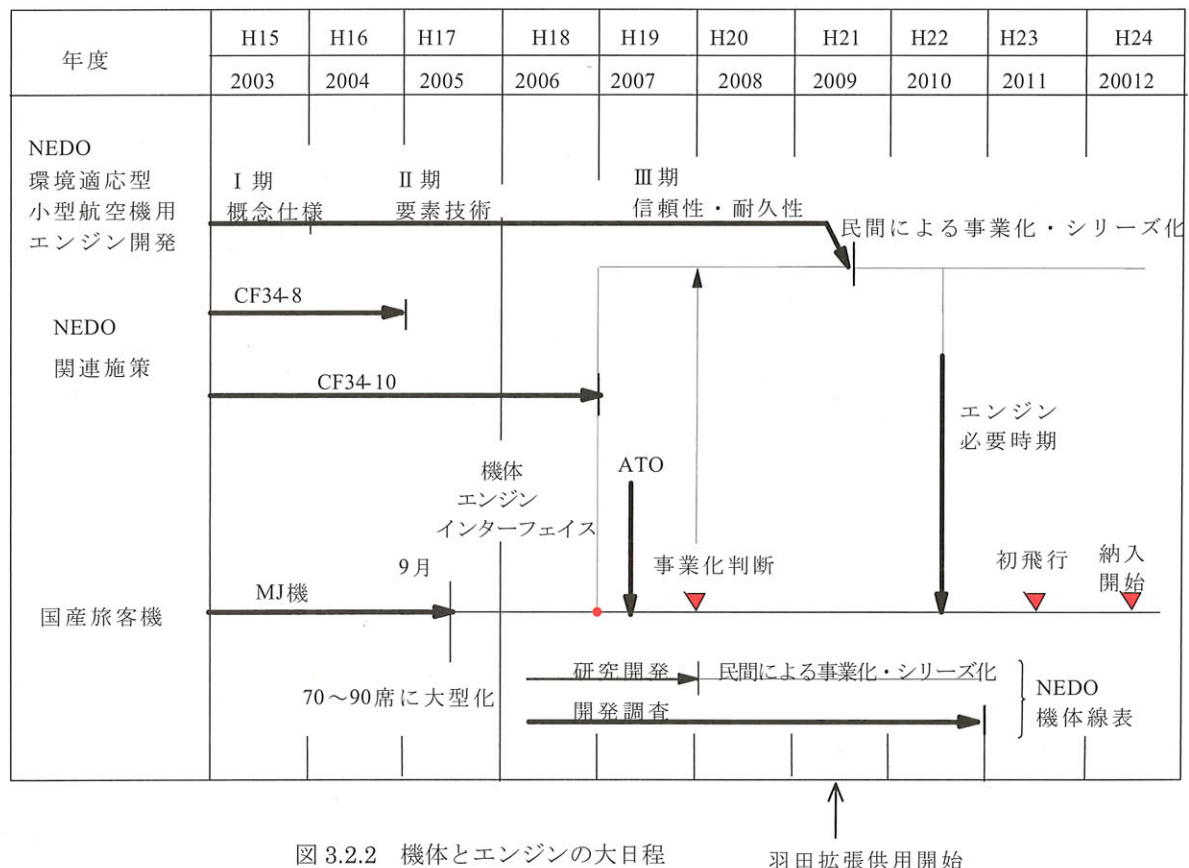 年度
H15 H16 H17 H18 H19 H20 H21 H22 H23 H24
2003 2004 2005 2006 2007 2008 2009 2010 2011 20012
NEDO
環境適応型
小型航空機用
エンジン開発
Ⅰ期
概念仕様
Ⅱ期
要素技術
Ⅲ期
信頼性・耐久性
民間による事業化・シリーズ化
NEDO
関連施策
CF34-8
CF34-10
エンジン
必要時期
機体
エンジン
インターフェイス
ATO
国産旅客機
MJ機
9月
事業化判断
初飛行
納入
開始
70～90席に大型化
研究開発
民間による事業化・シリーズ化
開発調査
NEDO
機体線表
図 3.2.2 機体とエンジンの大日程
羽田拡張供用開始